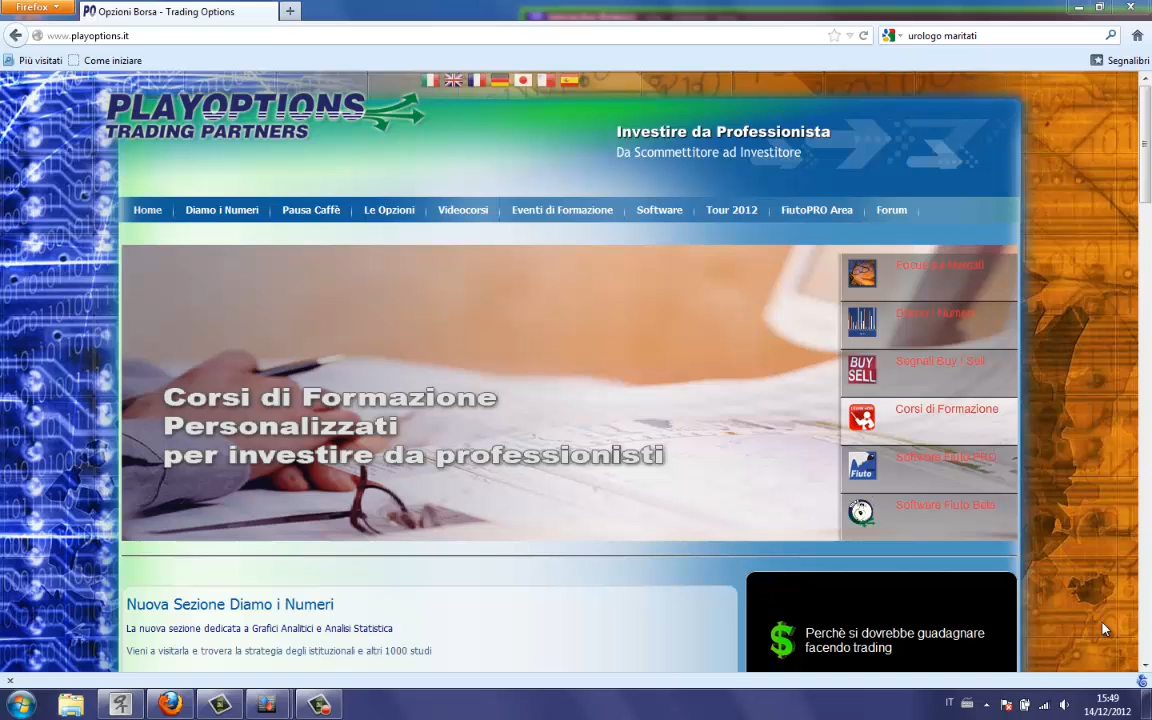 Firefox
Opzioni Borsa - Trading Options
www.playoptions.it
urologo maritati
Più visitati
Come iniziare
Segnalibri
PLAYOPTIONS
TRADING PARTNERS
Investire da Professionista
Da Scommettitore ad Investitore
Home
Diamo i Numeri
Pausa Caffè
Le Opzioni
Videocorsi
Eventi di Formazione
Software
Tour 2012
FiutoPRO Area
Forum
Focus sui Mercati
Diamo i Numeri
BUY SELL
Segnali Buy / Sell
Corsi di Formazione
Fiuto
Software Fiuto PRO
Software Fiuto Beta
Corsi di Formazione
Personalizzati
per investire da professionisti
Nuova Sezione Diamo i Numeri
La nuova sezione dedicata a Grafici Analitici e Analisi Statistica
Vieni a visitarla e trovera la strategia degli istituzionali e altri 1000 studi
$
Perchè si dovrebbe guadagnare
facendo trading
IT
15:49
14/12/2012